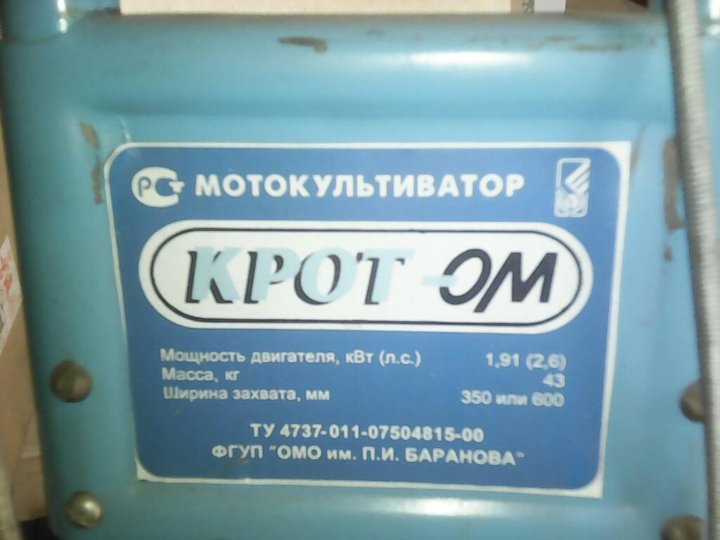 РСТ МОТОКУЛЬТИВАТОР
КРОТ-ОМ
Мощность двигателя, кВт (л.с.) 1,91 (2,6)
Масса, кг 43
Ширина захвата, мм 350 или 600
ТУ 4737-011-07504815-00
ФГУП "ОМО им. П.И. БАРАНОВА"